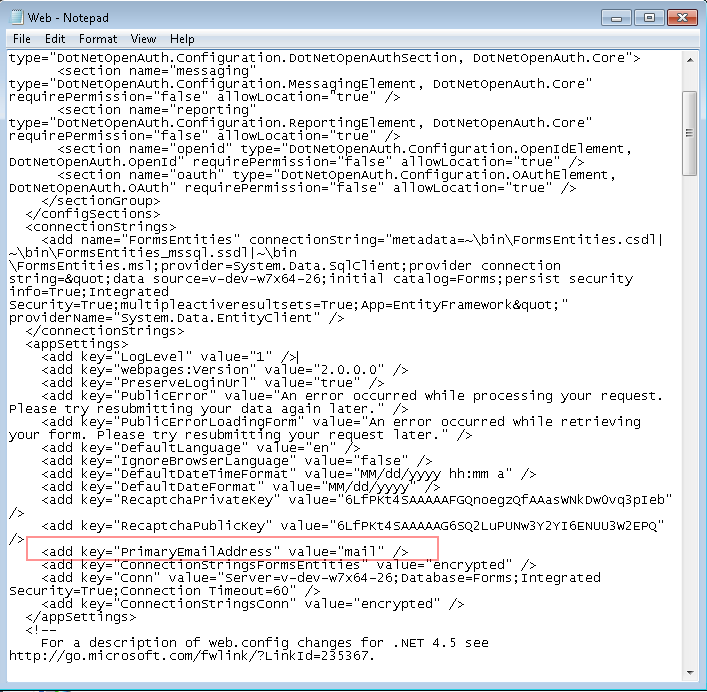 Web - Notepad
File Edit Format View Help
type="DotNetOpenAuth.Configuration.DotNetOpenAuthSection, DotNetOpenAuth.Core">
<section name="messaging"
type="DotNetOpenAuth.Configuration.MessagingElement, DotNetOpenAuth.Core"
requirePermission="false" allowLocation="true" />
<section name="reporting"
type="DotNetOpenAuth.Configuration.ReportingElement, DotNetOpenAuth.Core"
requirePermission="false" allowLocation="true" />
<section name="openid" type="DotNetOpenAuth.Configuration.OpenIdElement,
DotNetOpenAuth.OpenId" requirePermission="false" allowLocation="true" />
<section name="oauth" type="DotNetOpenAuth.Configuration.OAuthElement,
DotNetOpenAuth.OAuth" requirePermission="false" allowLocation="true" />
</sectionGroup>
</configSections>
<connectionStrings>
<add name="FormsEntities" connectionString="metadata=~\bin\FormsEntities.csdl|
~\bin\FormsEntities_mssql.ssdl|~\bin
\FormsEntities.msl;provider=System.Data.SqlClient;provider connection
string=&quot;data source=v-dev-w7x64-26;initial catalog=Forms;persist security
info=True;Integrated
Security=True;multipleactiveresultsets=True;App=EntityFramework&quot;"
providerName="System.Data.EntityClient" />
</connectionStrings>
<appSettings>
<add key="LogLevel" value="1" />
<add key="webpages:Version" value="2.0.0.0" />
<add key="PreserveLoginUrl" value="true" />
<add key="PublicError" value="An error occurred while processing your request.
Please try resubmitting your data again later." />
<add key="PublicErrorLoadingForm" value="An error occurred while retrieving
your form. Please try resubmitting your request later." />
<add key="DefaultLanguage" value="en" />
<add key="IgnoreBrowserLanguage" value="false" />
<add key="DefaultDateTimeFormat" value="MM/dd/yyyy hh:mm a" />
<add key="DefaultDateFormat" value="MM/dd/yyyy" />
<add key="RecaptchaPrivateKey" value="6LfPKt4SAAAAAFGQnoegzQfAAasWNkDw0vq3pIeb"
/>
<add key="RecaptchaPublicKey" value="6LfPKt4SAAAAAG6SQ2LuPUNw3Y2YI6ENUU3W2EPQ"
/>
<add key="PrimaryEmailAddress" value="mail" />
<add key="ConnectionStringsFormsEntities" value="encrypted" />
<add key="Conn" value="Server=v-dev-w7x64-26;Database=Forms;Integrated
Security=True;Connection Timeout=60" />
<add key="ConnectionStringsConn" value="encrypted" />
</appSettings>
<!--
For a description of web.config changes for .NET 4.5 see
http://go.microsoft.com/fwlink/?LinkId=235367.